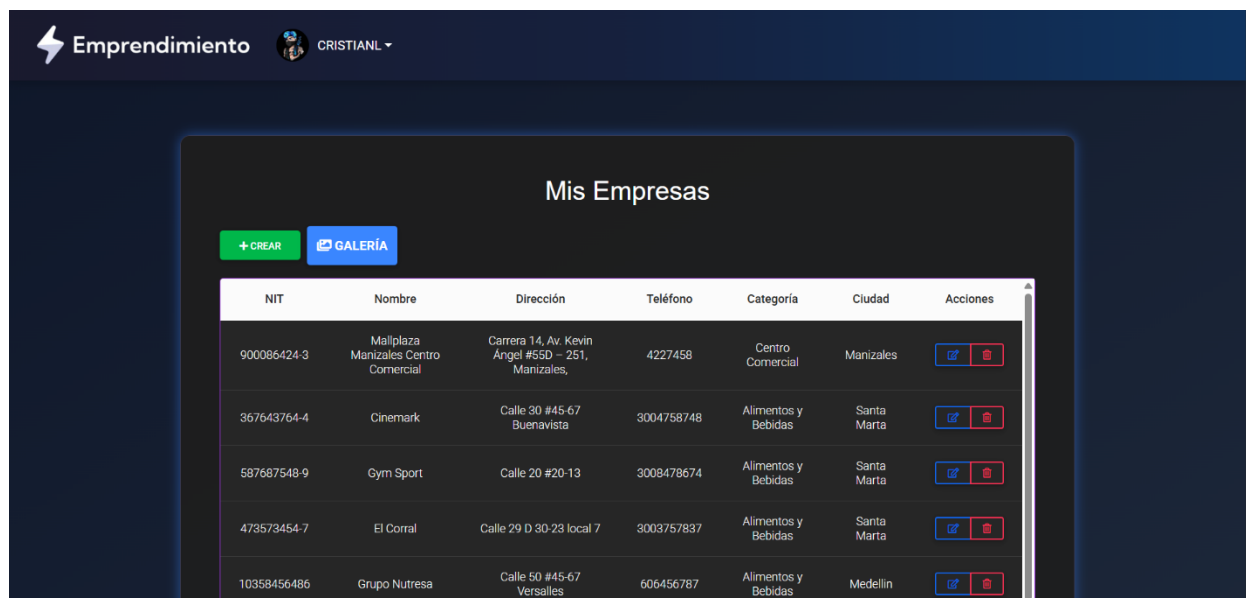 Emprendimiento CRISTIANL
Mis Empresas
+ CREAR GALERÍA
NIT Nombre Dirección Teléfono Categoría Ciudad Acciones
900086424-3 Mallplaza Manizales Centro Comercial Carrera 14, Av. Kevin Ángel #55D – 251, Manizales, 4227458 Centro Comercial Manizales
367643764-4 Cinemark Calle 30 #45-67 Buenavista 3004758748 Alimentos y Bebidas Santa Marta
587687548-9 Gym Sport Calle 20 #20-13 3008478674 Alimentos y Bebidas Santa Marta
473573454-7 El Corral Calle 29 D 30-23 local 7 3003757837 Alimentos y Bebidas Santa Marta
10358456486 Grupo Nutresa Calle 50 #45-67 Versalles 606456787 Alimentos y Bebidas Medellin